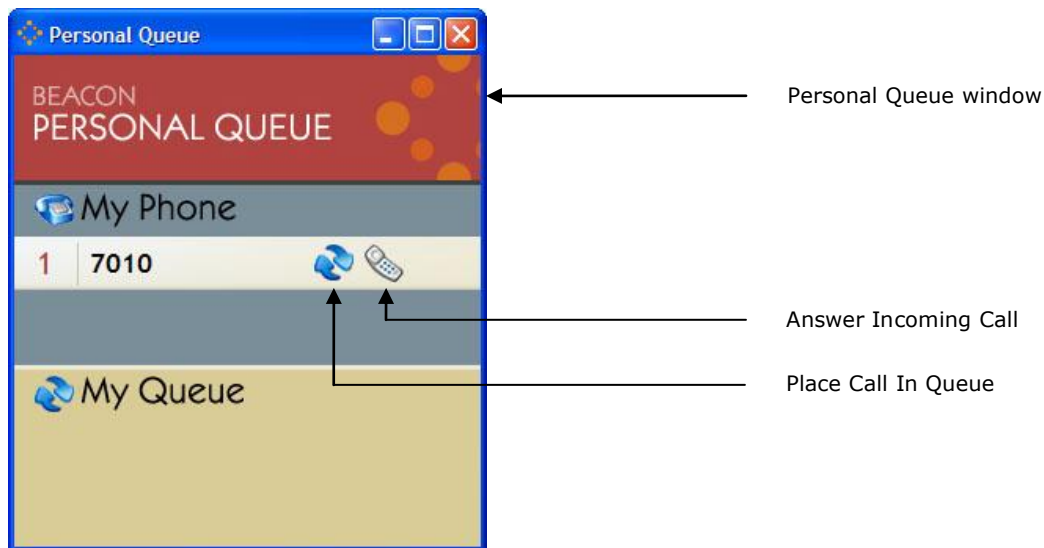 Personal Queue
BEACON
PERSONAL QUEUE
Personal Queue window
My Phone
1 7010
Answer Incoming Call
Place Call In Queue
My Queue